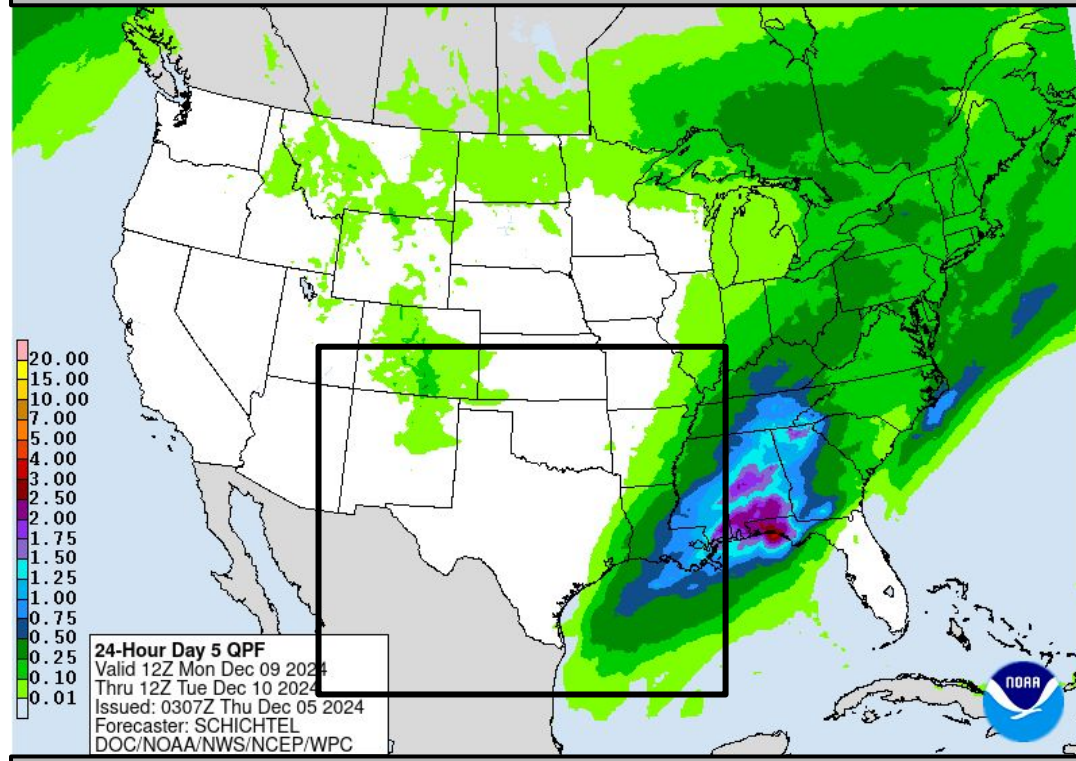 20.00
15.00
10.00
7.00
5.00
4.00
3.00
2.50
2.00
1.75
1.50
1.25
1.00
0.75
0.50
0.25
0.10
0.01
24-Hour Day 5 QPF
Valid 12Z Mon Dec 09 2024
Thru 12Z Tue Dec 10 2024
Issued: 0307Z Thu Dec 05 2024
Forecaster: SCHICHTEL
DOC/NOAA/NWS/NCEP/WPC
NOAA